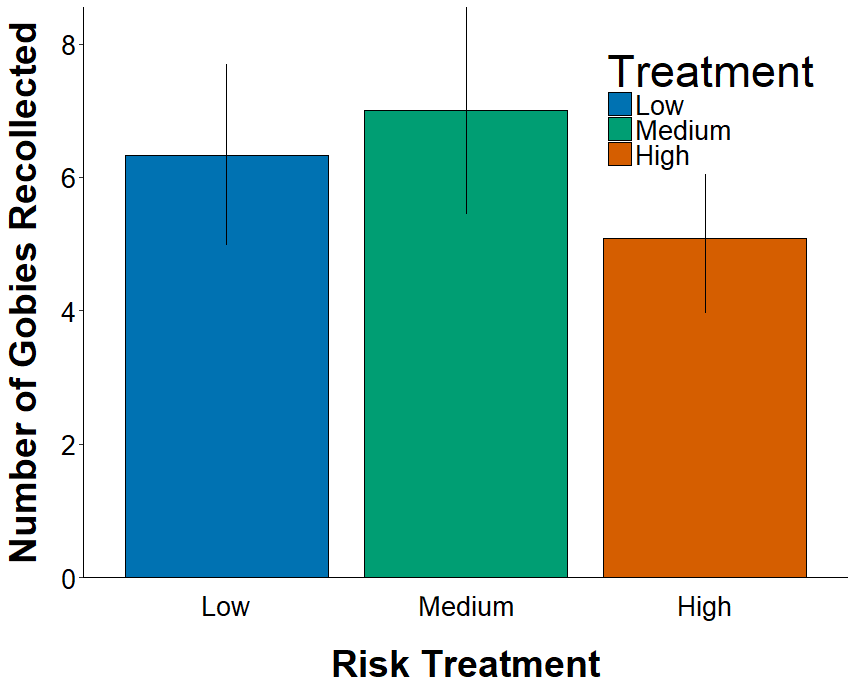 Number of Gobies Recollected
8
6
4
2
0
Treatment
Low
Medium
High
Low Medium High
Risk Treatment